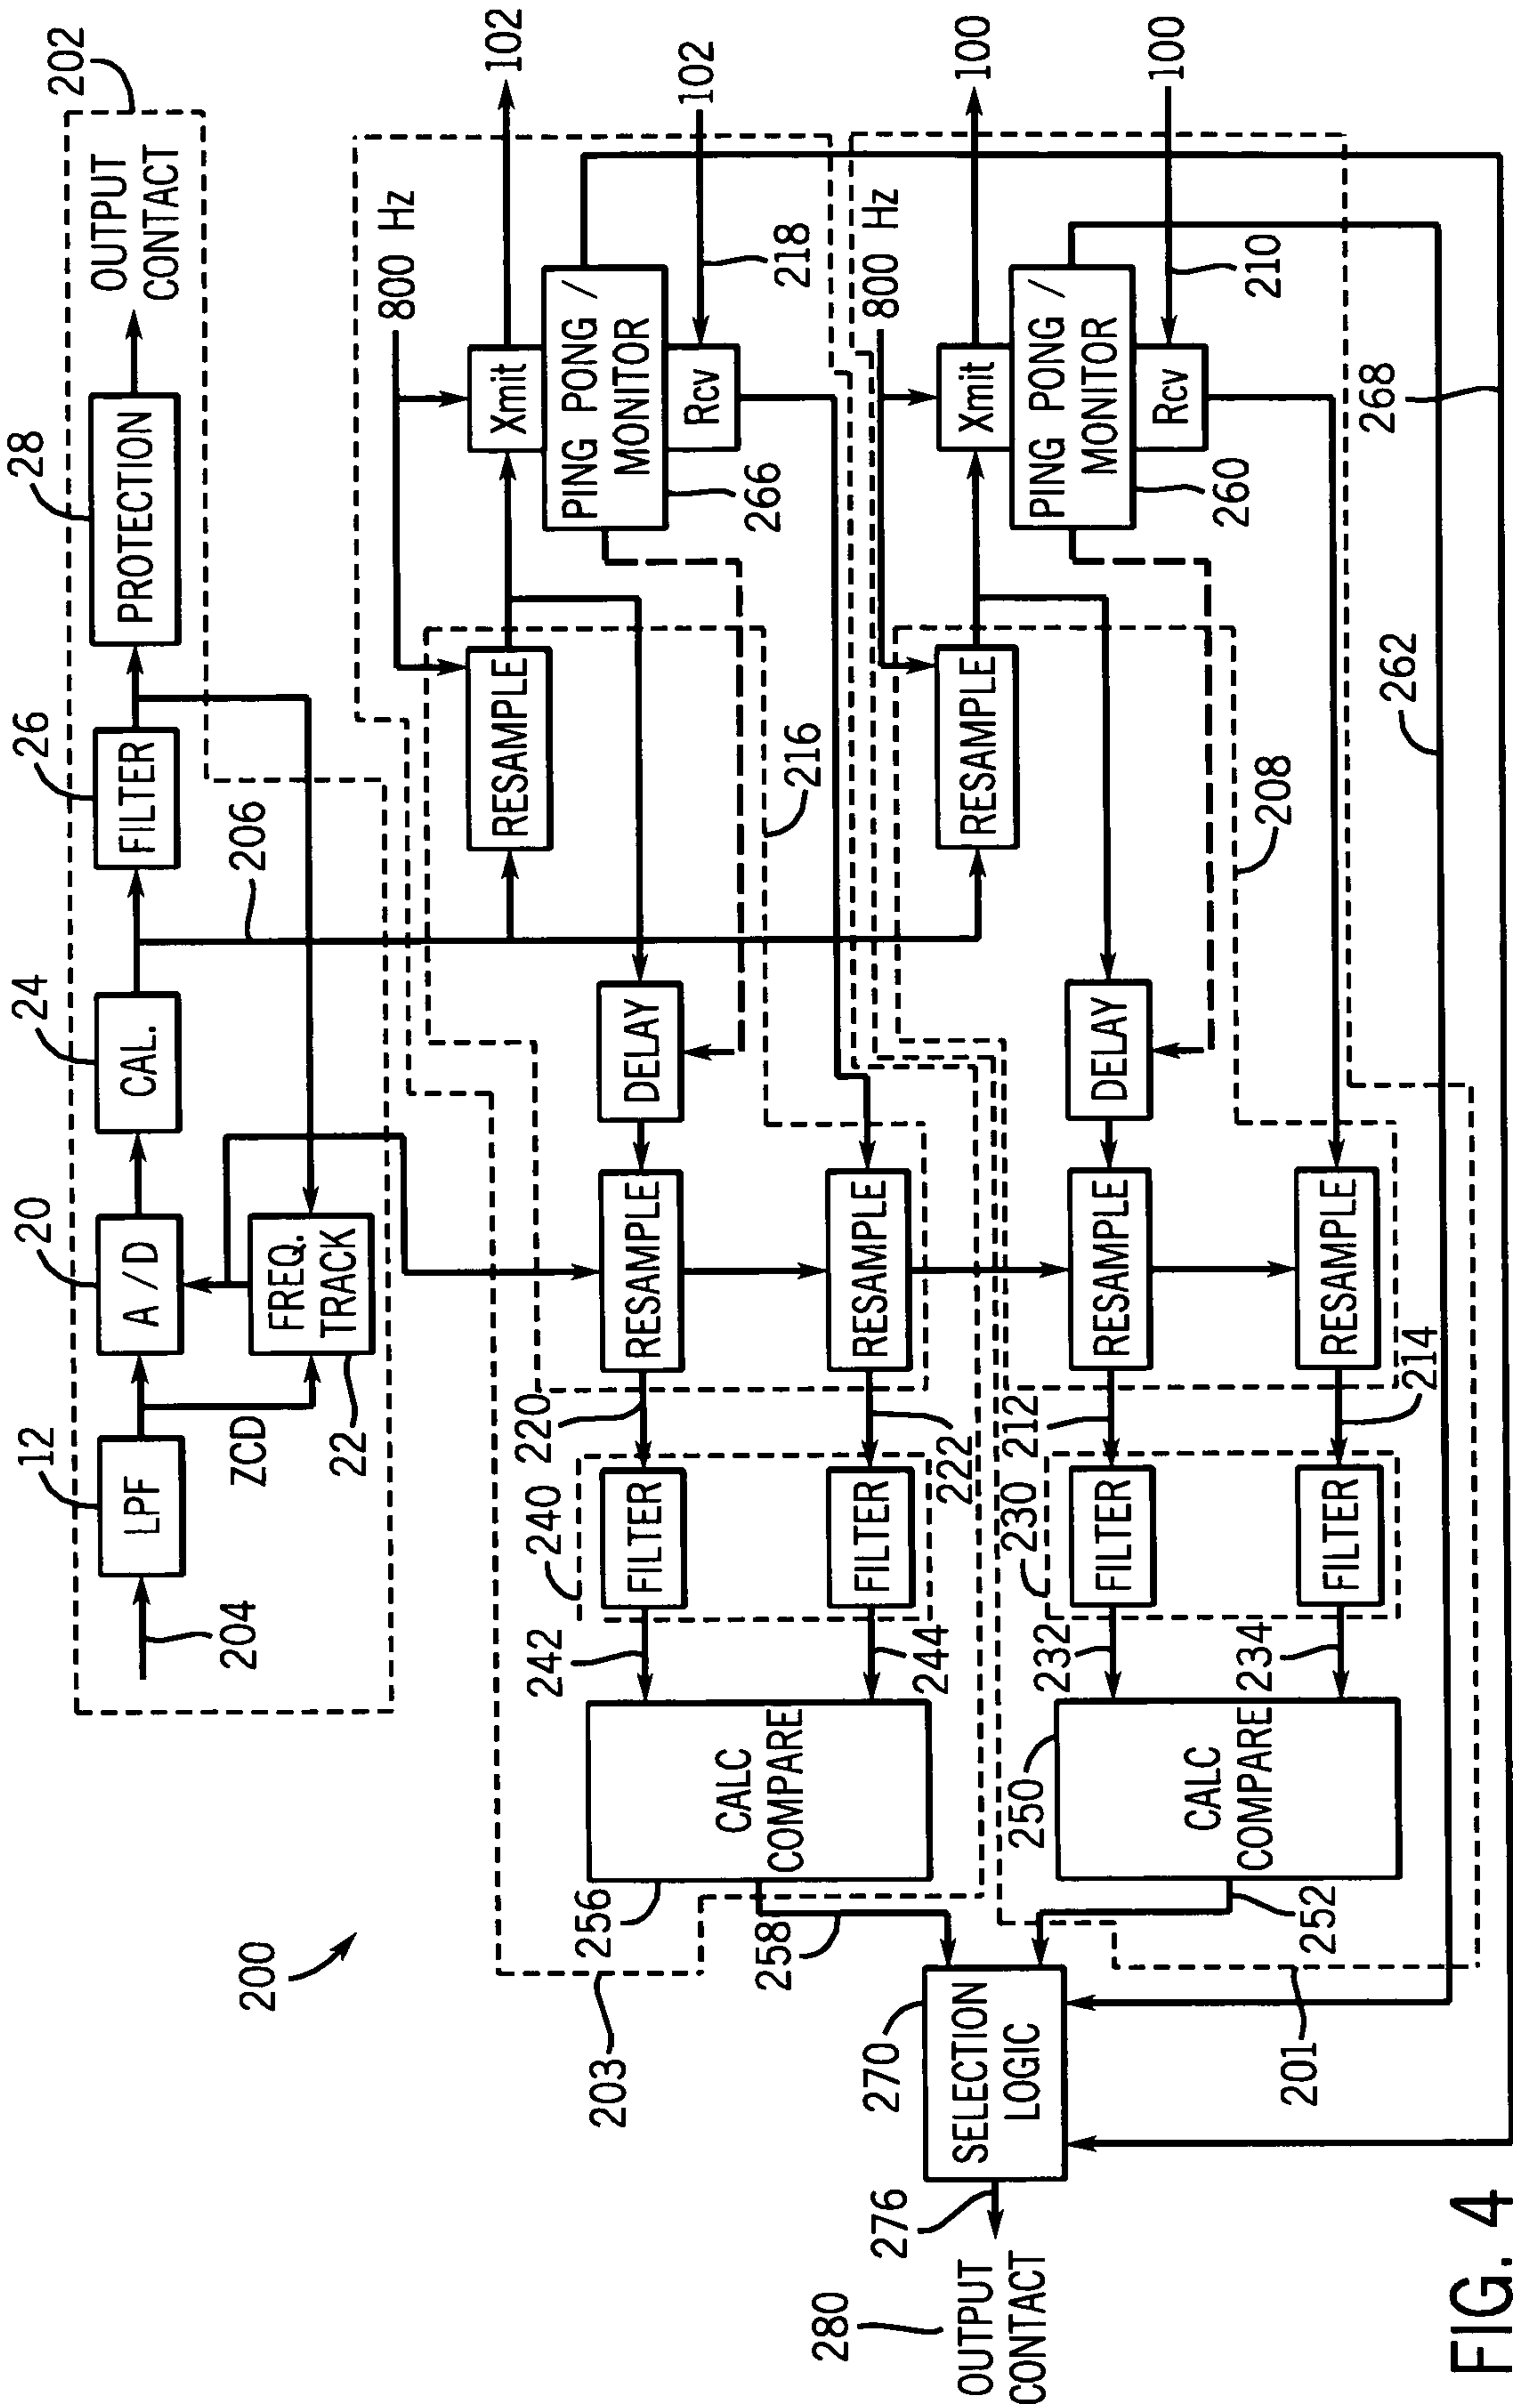 202
OUTPUT
CONTACT
28
PROTECTION
26
FILTER
206
24
CAL.
20
A/D
FREQ.
TRACK
22
12
LPF
ZCD
204
200
102
102
800 Hz
Xmit
PING PONG /
MONITOR
Rcv
218
266
RESAMPLE
216
DELAY
RESAMPLE
RESAMPLE
220
222
240
FILTER
FILTER
242
244
CALC
COMPARE
256
258
203
100
100
800 Hz
Xmit
PING PONG /
MONITOR
Rcv
210
260
268
262
RESAMPLE
208
DELAY
RESAMPLE
RESAMPLE
212
214
230
FILTER
FILTER
232
234
CALC
COMPARE
250
252
201
270
SELECTION
LOGIC
276
280
OUTPUT
CONTACT
FIG. 4